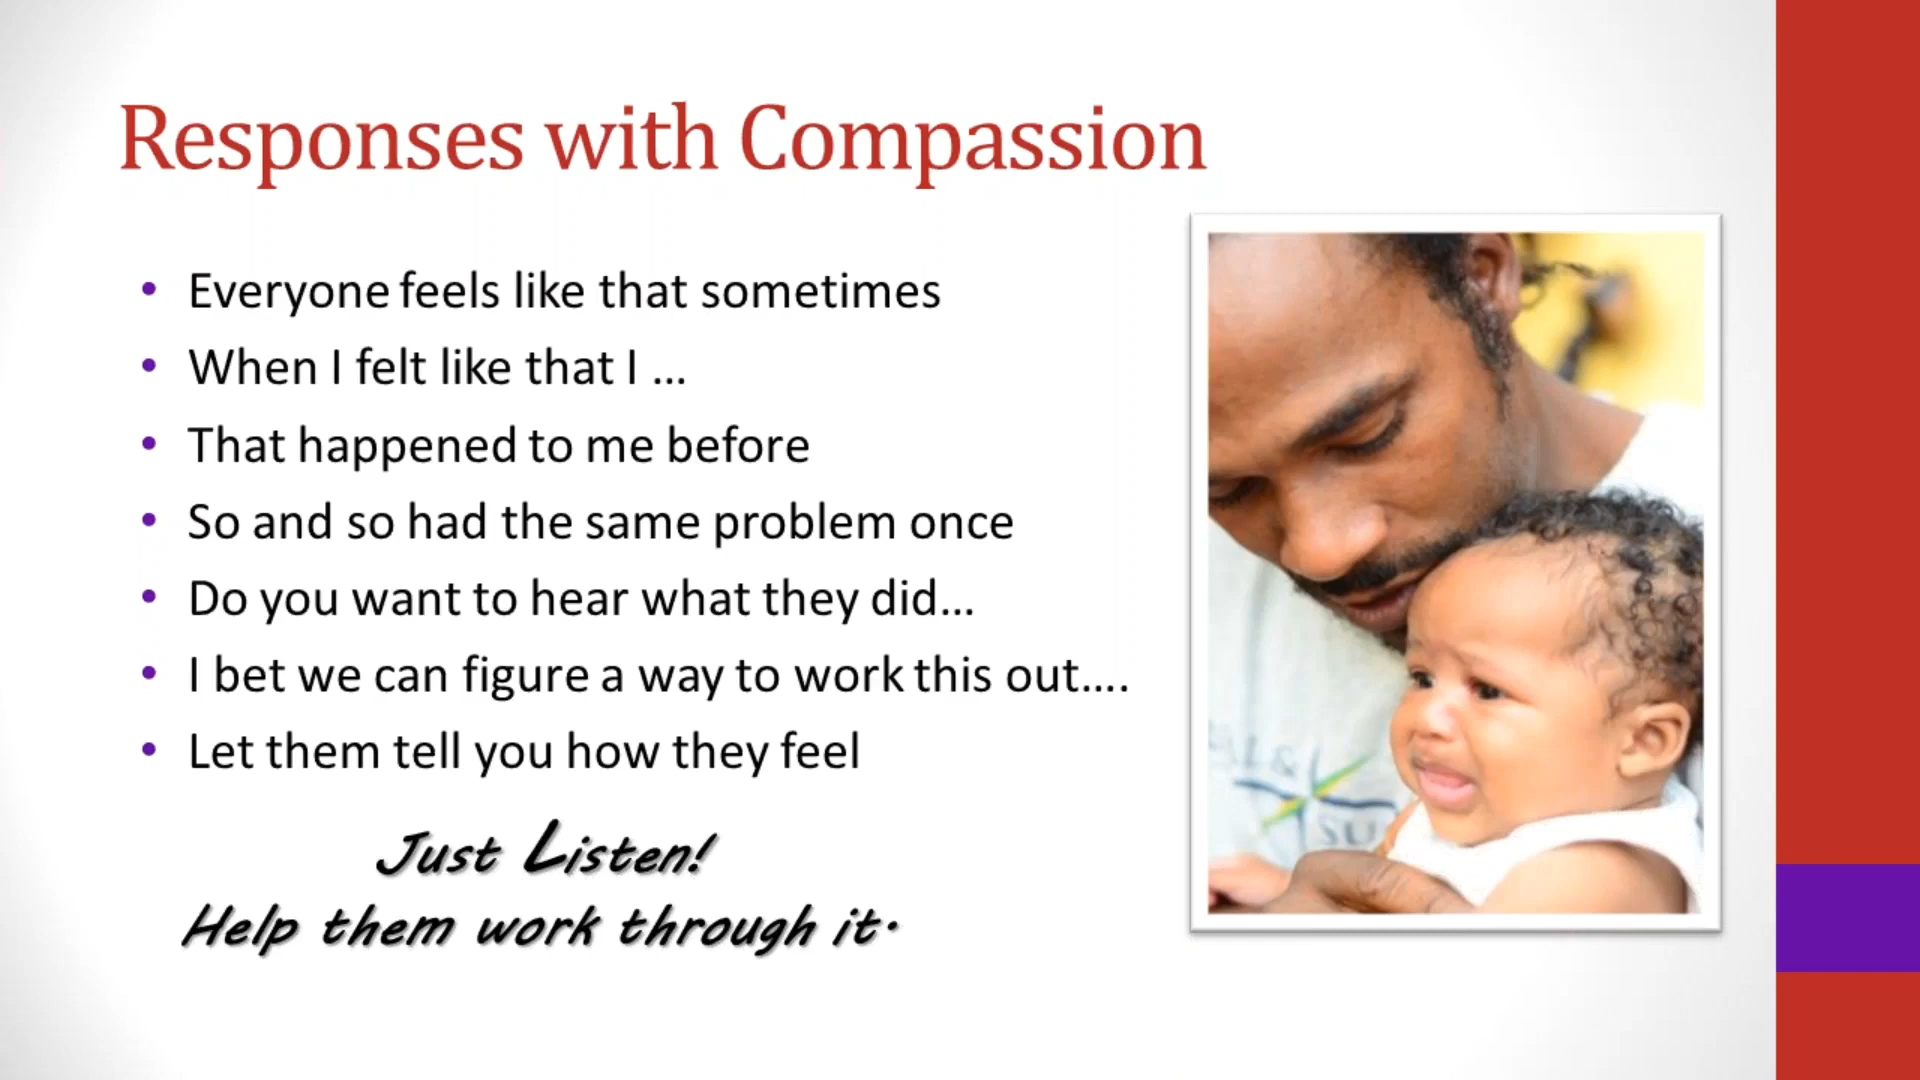 Responses with Compassion
• Everyone feels like that sometimes
• When I felt like that I ...
• That happened to me before
• So and so had the same problem once
• Do you want to hear what they did...
• I bet we can figure a way to work this out....
• Let them tell you how they feel
Just Listen!
Help them work through it.
L &
SU